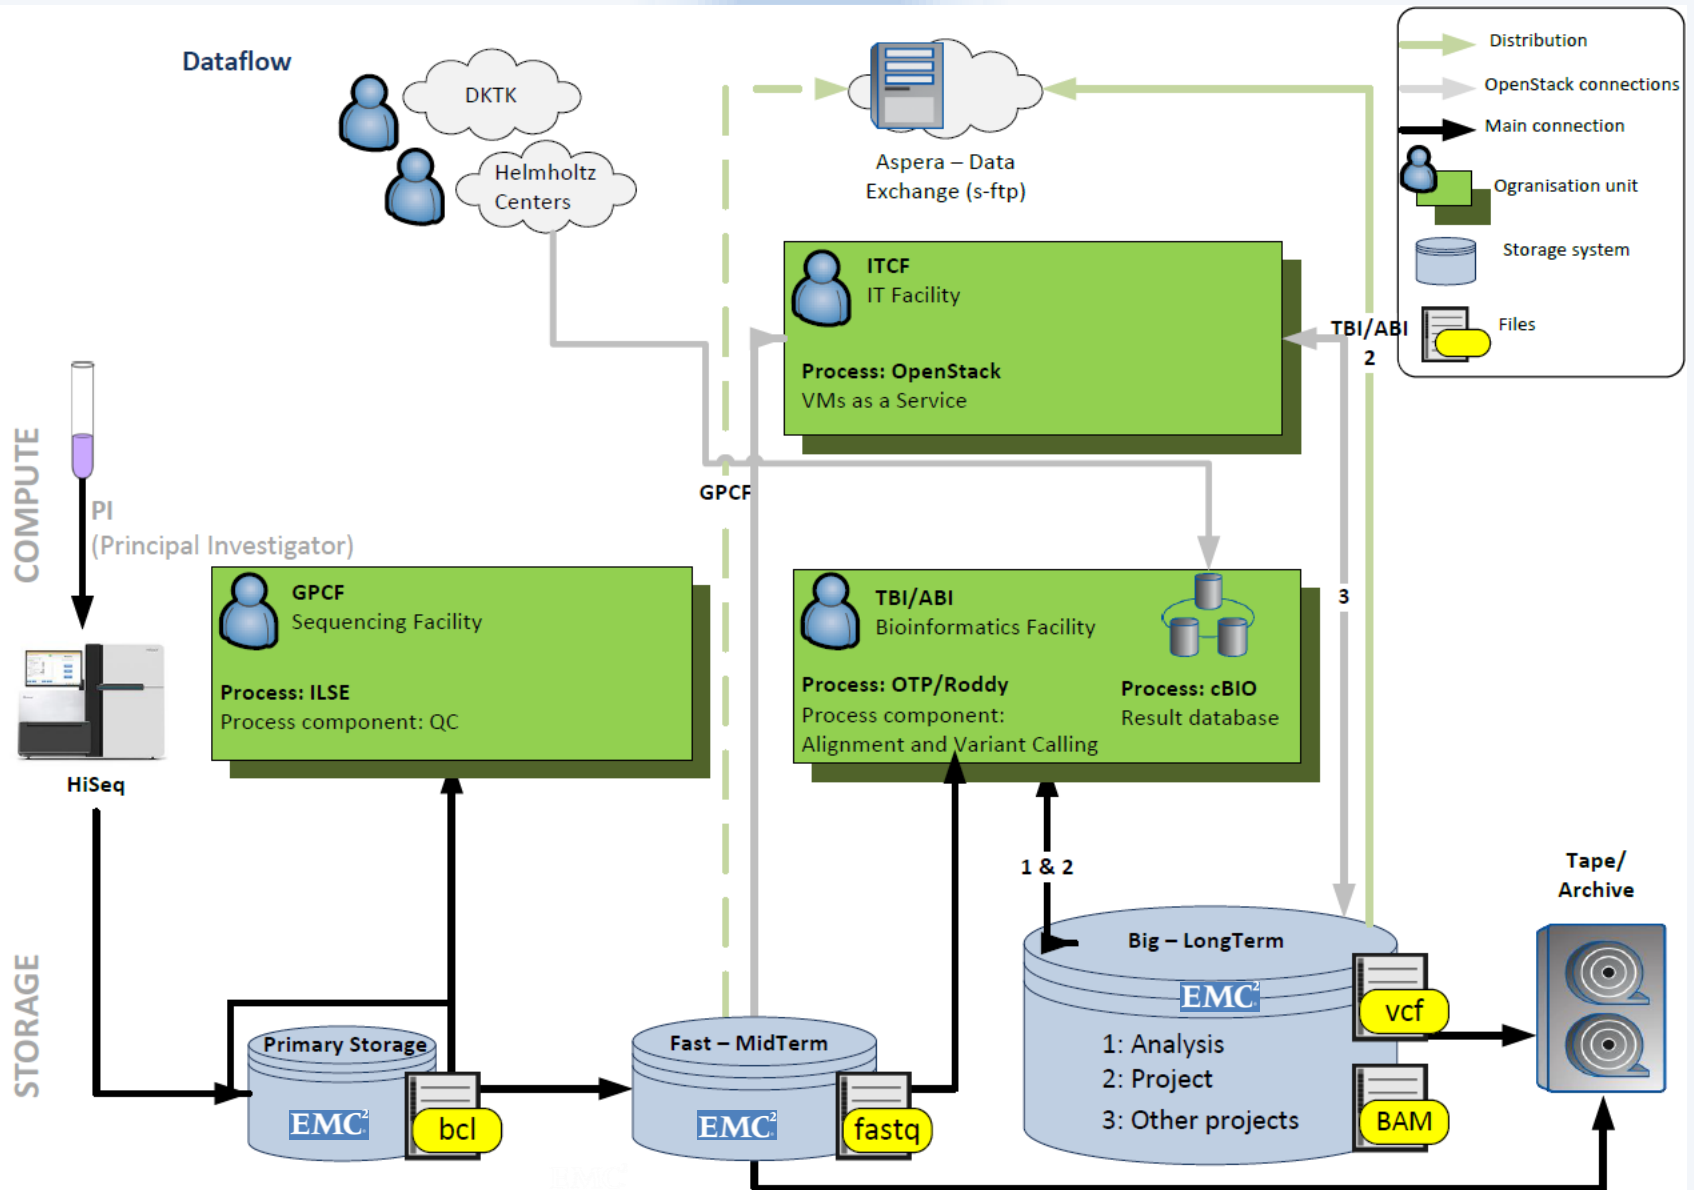 Dataflow
DKTK
Helmholtz
Centers
Aspera – Data
Exchange (s-ftp)
Distribution
OpenStack connections
Main connection
Ogranisation unit
Storage system
Files
ITCF
IT Facility
Process: OpenStack
VMs as a Service
TBI/ABI
2
COMPUTE
PI
(Principal Investigator)
GPCF
GPCF
Sequencing Facility
Process: ILSE
Process component: QC
TBI/ABI
Bioinformatics Facility
Process: OTP/Roddy
Process component:
Alignment and Variant Calling
Process: cBIO
Result database
3
HiSeq
1 & 2
Tape/
Archive
STORAGE
Primary Storage
EMC²
bcl
Fast – MidTerm
EMC²
fastq
Big – LongTerm
EMC²
1: Analysis
2: Project
3: Other projects
vcf
BAM